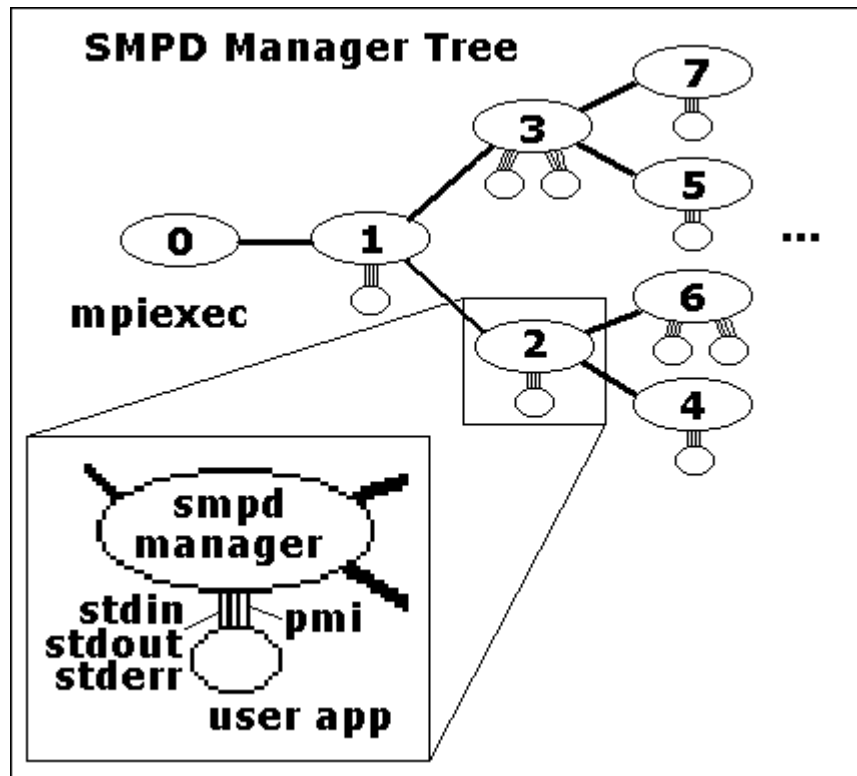 SMPD Manager Tree
7
3
5
0
1
...
6
mpiexec
2
4
smpd
manager
stdin
pmi
stdout
stderr
user app